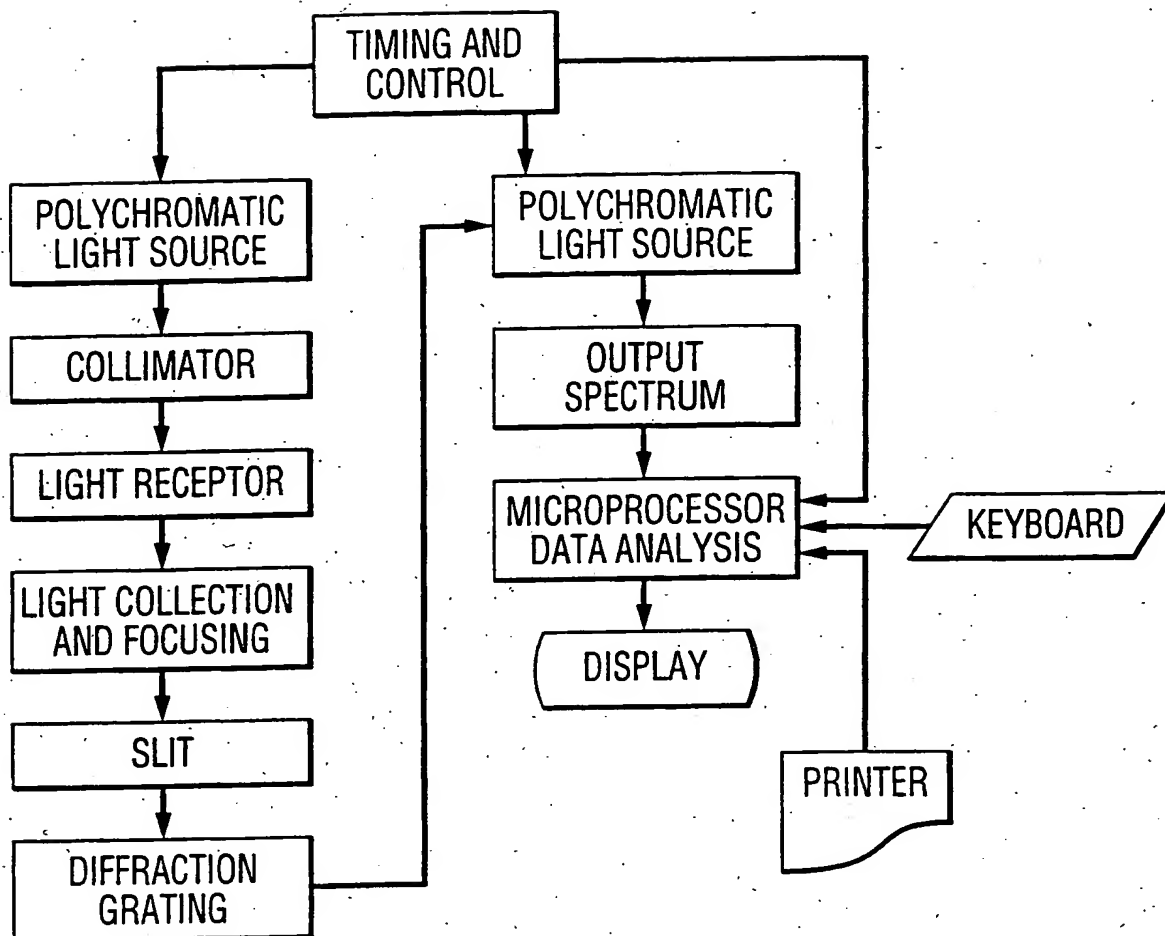 TIMING AND
CONTROL
POLYCHROMATIC
LIGHT SOURCE
COLLIMATOR
LIGHT RECEPTOR
LIGHT COLLECTION
AND FOCUSING
SLIT
DIFFRACTION
GRATING
POLYCHROMATIC
LIGHT SOURCE
OUTPUT
SPECTRUM
MICROPROCESSOR
DATA ANALYSIS
DISPLAY
KEYBOARD
PRINTER